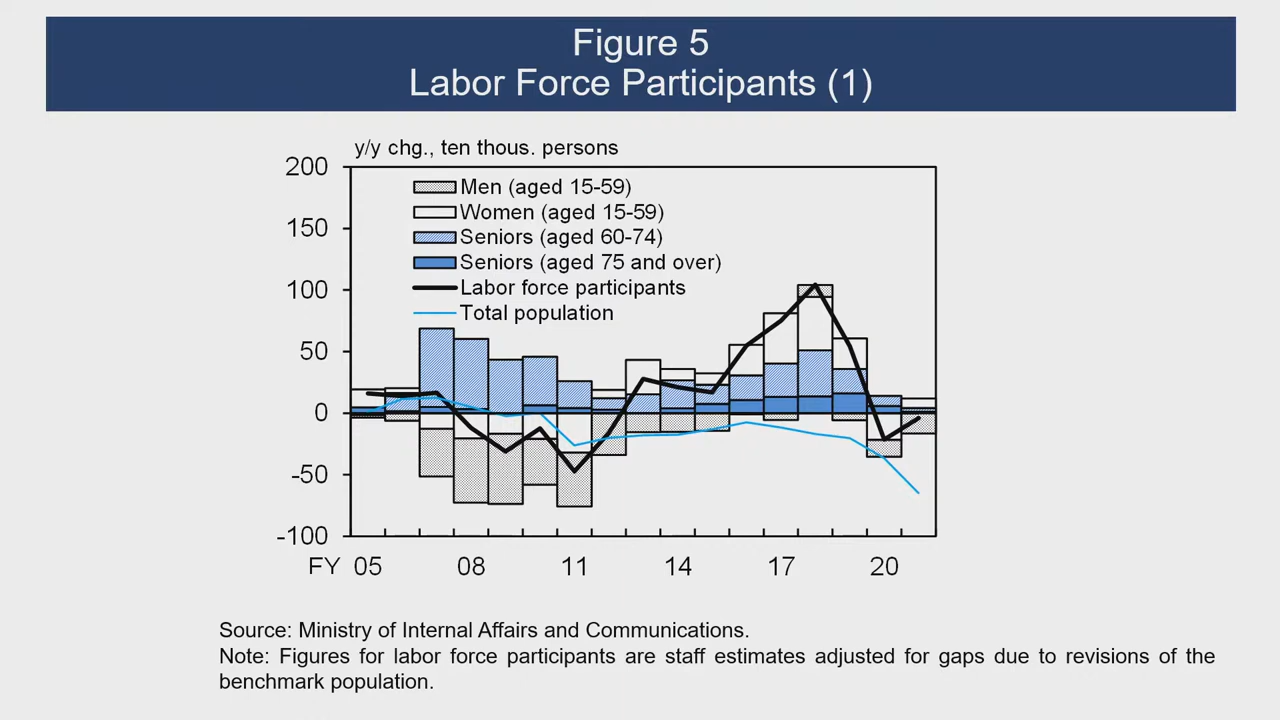 Figure 5
Labor Force Participants (1)
y/y chg., ten thous. persons
200
150
100
50
0
-50
-100
Men (aged 15-59)
Women (aged 15-59)
Seniors (aged 60-74)
Seniors (aged 75 and over)
Labor force participants
Total population
FY 05 08 11 14 17 20
Source: Ministry of Internal Affairs and Communications.
Note: Figures for labor force participants are staff estimates adjusted for gaps due to revisions of the
benchmark population.